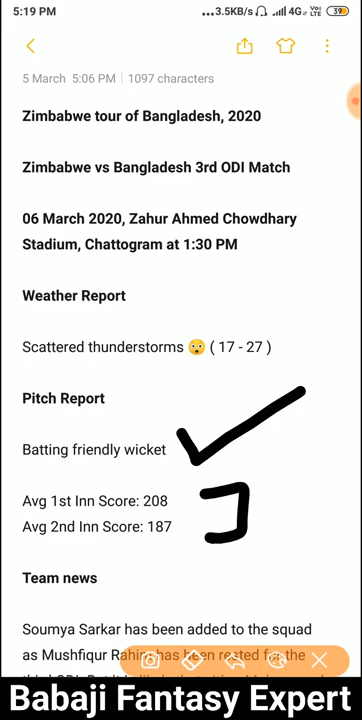 5:19 PM
...3.5KB/s 4G VoLTE 39
5 March 5:06 PM | 1097 characters
Zimbabwe tour of Bangladesh, 2020
Zimbabwe vs Bangladesh 3rd ODI Match
06 March 2020, Zahur Ahmed Chowdhary
Stadium, Chattogram at 1:30 PM
Weather Report
Scattered thunderstorms 😳 ( 17 - 27 )
Pitch Report
Batting friendly wicket
Avg 1st Inn Score: 208
Avg 2nd Inn Score: 187
Team news
Soumya Sarkar has been added to the squad
as Mushfiqur Rahim has been rested for the
Babaji Fantasy Expert